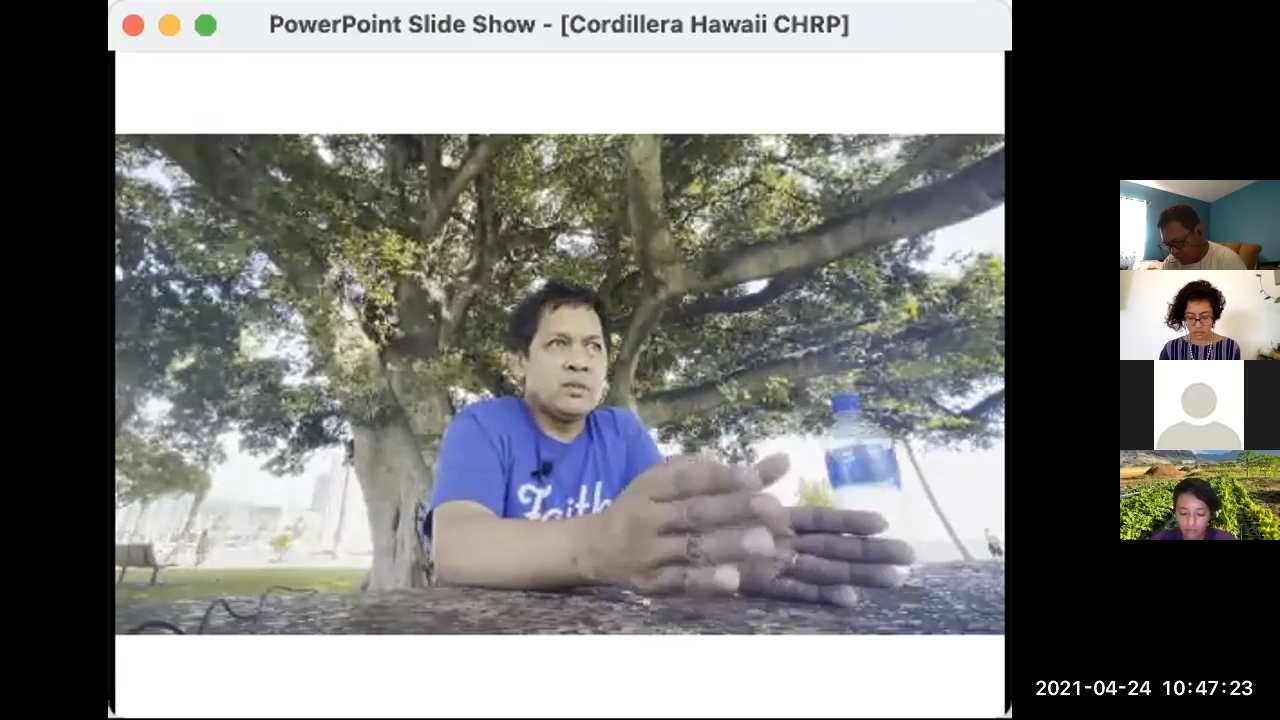 PowerPoint Slide Show - [Cordillera Hawaii CHRP]
Faith
2021-04-24 10:47:23